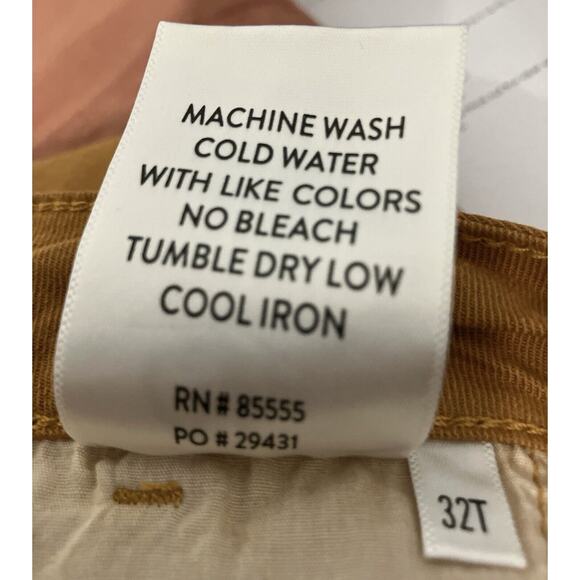 MACHINE WASH
COLD WATER
WITH LIKE COLORS
NO BLEACH
TUMBLE DRY LOW
COOL IRON
RN # 85555
PO # 29431
32T